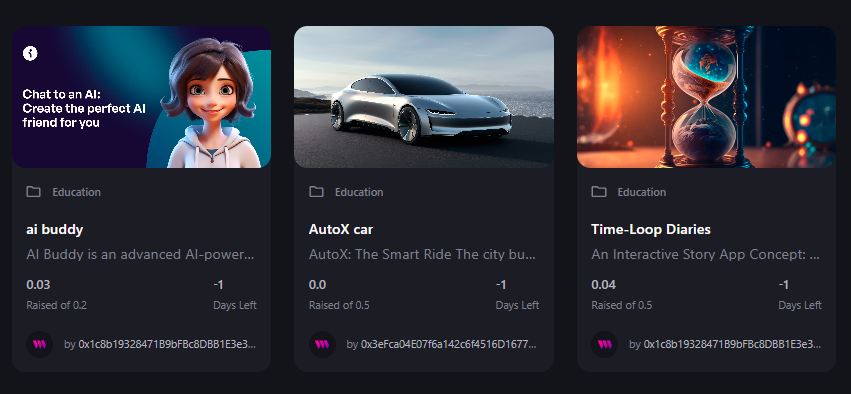 Chat to an AI:
Create the perfect AI
friend for you
Education
ai buddy
AI Buddy is an advanced AI-power...
0.03
Raised of 0.2
-1
Days Left
by 0x1c8b19328471B9bFBc8DBB1E3e3...
Education
AutoX car
AutoX: The Smart Ride The city bu...
0.0
Raised of 0.5
-1
Days Left
by 0x3eFca04E07f6a142c6f4516D1677...
Education
Time-Loop Diaries
An Interactive Story App Concept: ...
0.04
Raised of 0.5
-1
Days Left
by 0x1c8b19328471B9bFBc8DBB1E3e3...